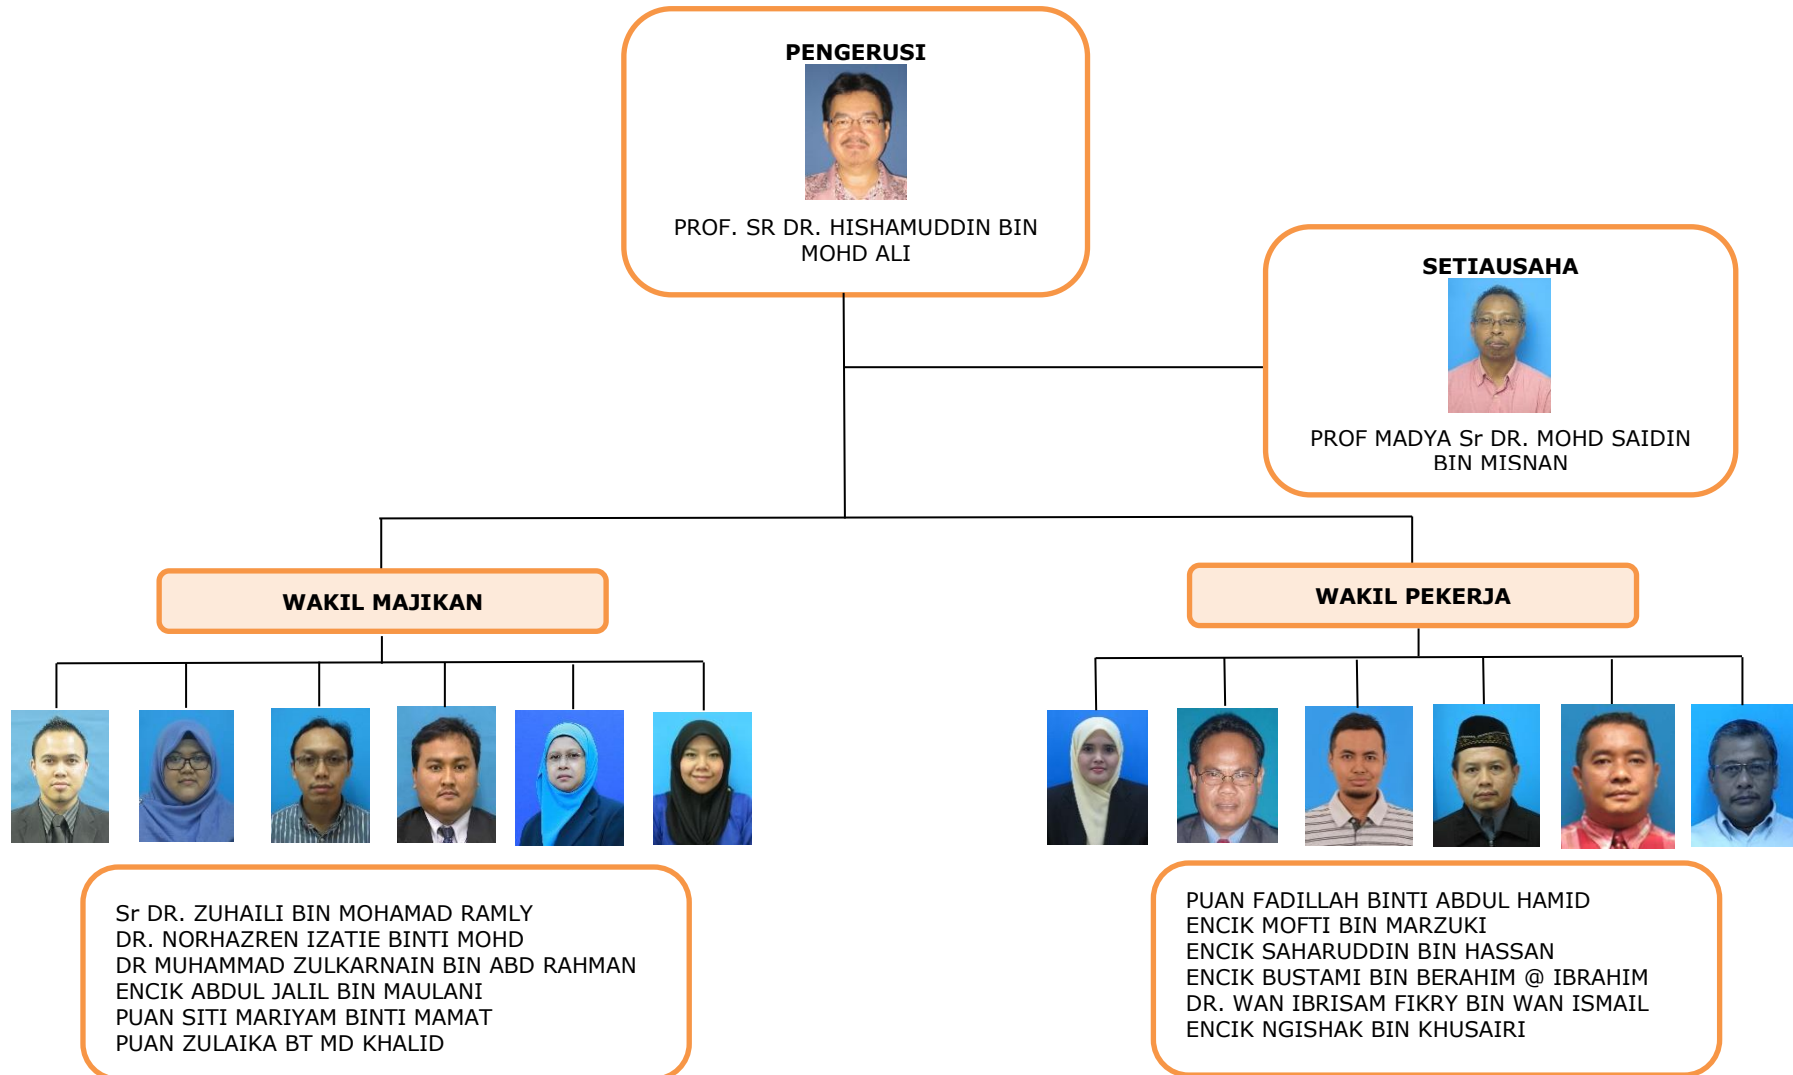 PENGERUSI
PROF. SR DR. HISHAMUDDIN BIN
MOHD ALI
SETIAUSAHA
PROF MADYA Sr DR. MOHD SAIDIN
BIN MISNAN
WAKIL MAJIKAN
WAKIL PEKERJA
Sr DR. ZUHAILI BIN MOHAMAD RAMLY
DR. NORHAZREN IZATIE BINTI MOHD
DR MUHAMMAD ZULKARNAIN BIN ABD RAHMAN
ENCIK ABDUL JALIL BIN MAULANI
PUAN SITI MARIYAM BINTI MAMAT
PUAN ZULAIKA BT MD KHALID
PUAN FADILLAH BINTI ABDUL HAMID
ENCIK MOFTI BIN MARZUKI
ENCIK SAHARUDDIN BIN HASSAN
ENCIK BUSTAMI BIN BERAHIM @ IBRAHIM
DR. WAN IBRISAM FIKRY BIN WAN ISMAIL
ENCIK NGISHAK BIN KHUSAIRI